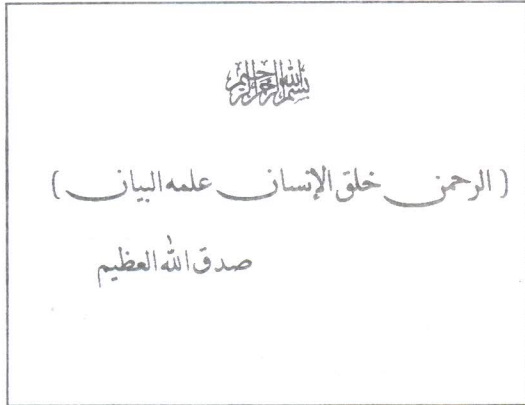 بسم الله الرحمن الرحيم
( الرحمن خلق الإنسان علمه البيان )
صدق الله العظيم